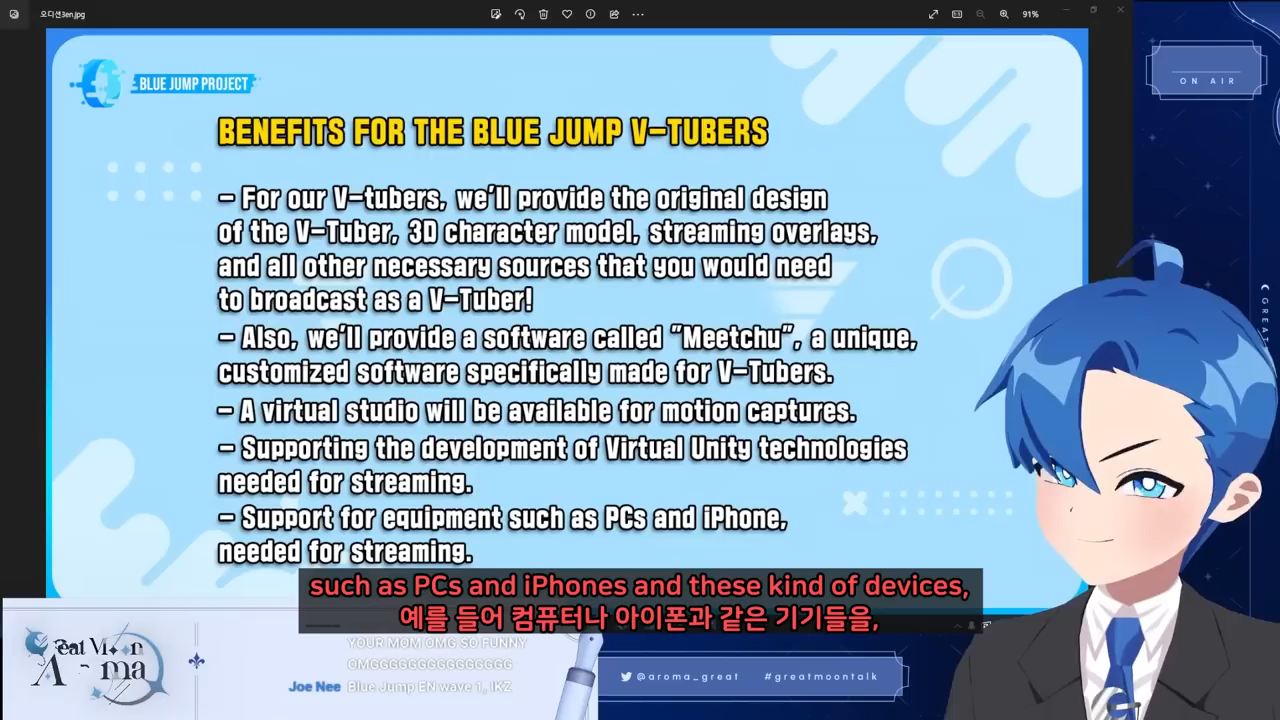 오디션3en.jpg
91%
BLUE JUMP PROJECT
BENEFITS FOR THE BLUE JUMP V-TUBERS
- For our V-tubers, we'll provide the original design
of the V-Tuber, 3D character model, streaming overlays,
and all other necessary sources that you would need
to broadcast as a V-Tuber!
- Also, we'll provide a software called "Meetchu", a unique,
customized software specifically made for V-Tubers.
- A virtual studio will be available for motion captures.
- Supporting the development of Virtual Unity technologies
needed for streaming.
- Support for equipment such as PCs and iPhone,
needed for streaming.
such as PCs and iPhones and these kind of devices,
예를 들어 컴퓨터나 아이폰과 같은 기기들을,
ON AIR
GREAT
YOUR MOM OMG SO FUNNY
OMGGGGGGGGGGGGGGG
Joe Nee Blue Jump EN wave 1,, IKZ
@aroma_great #greatmoontalk